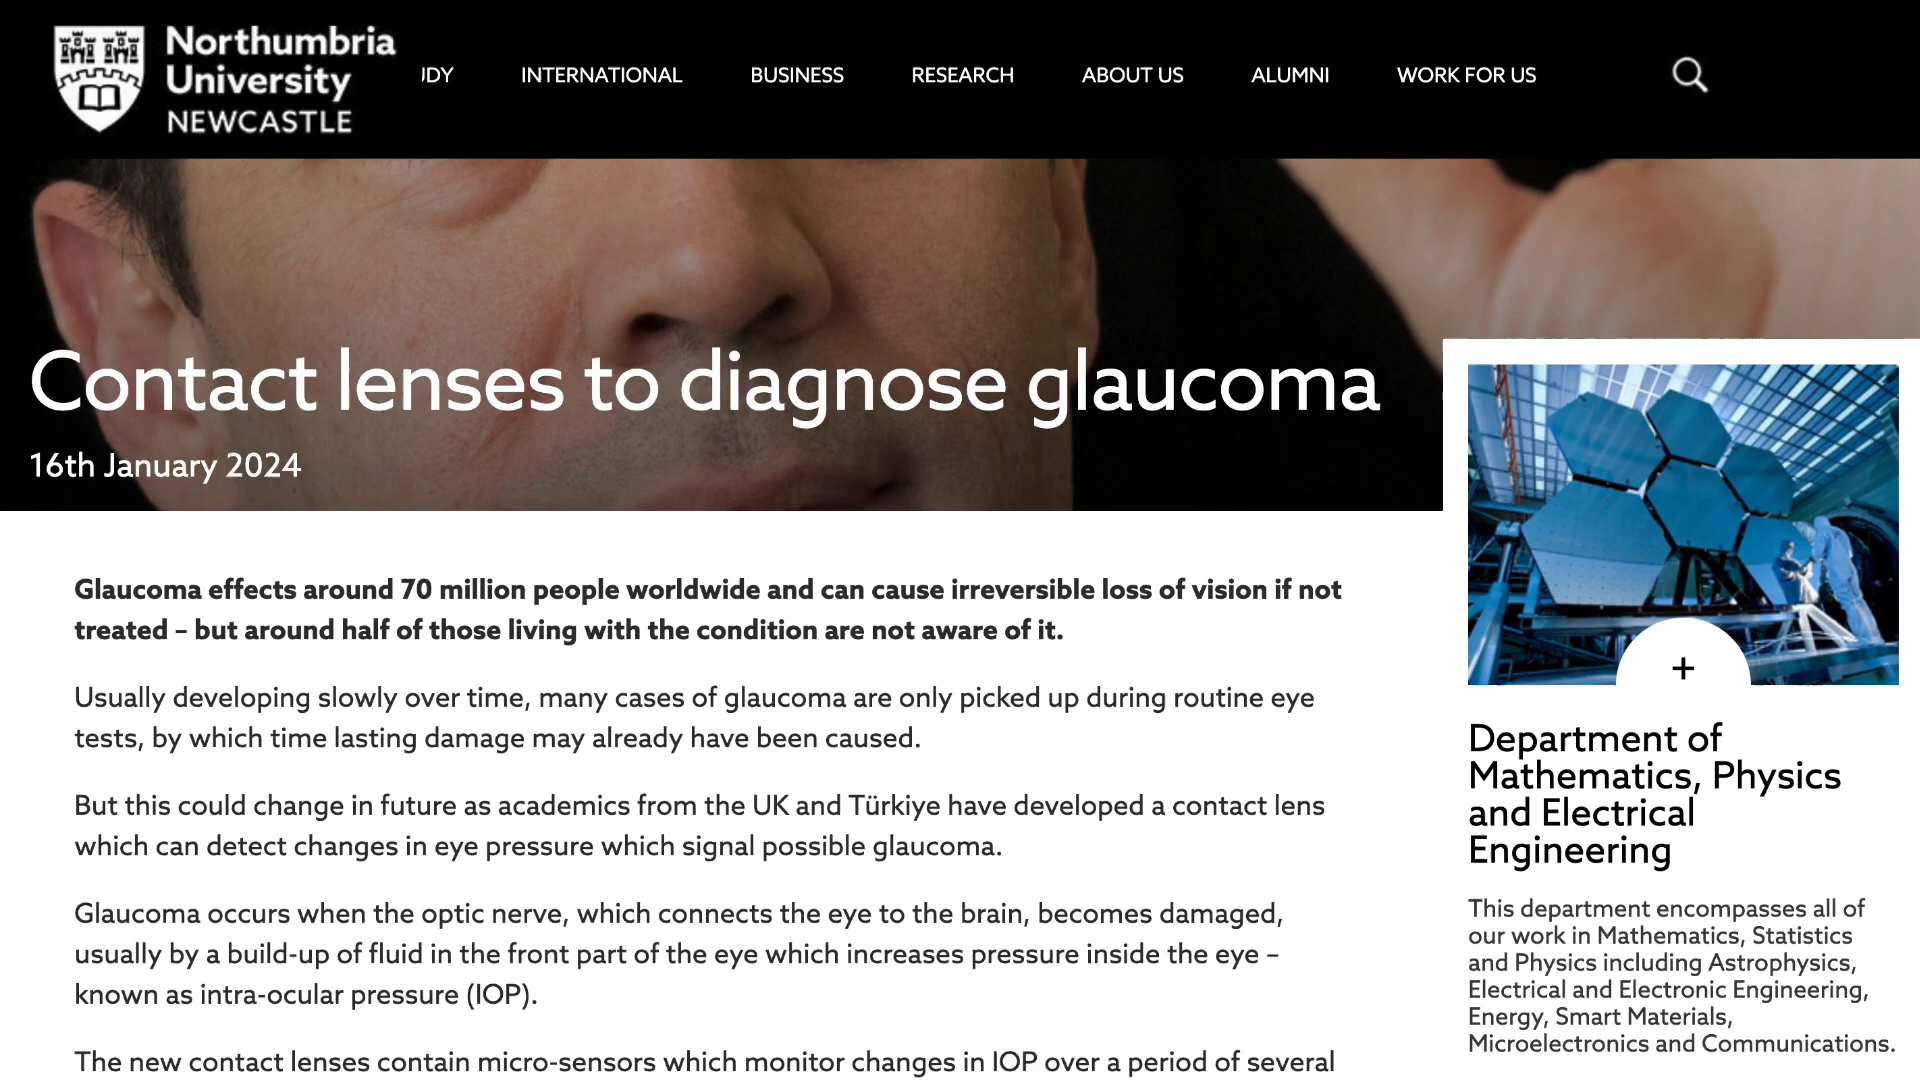 Northumbria
University
NEWCASTLE
INTERNATIONAL
BUSINESS
RESEARCH
ABOUT US
ALUMNI
WORK FOR US
Contact lenses to diagnose glaucoma
16th January 2024
Glaucoma effects around 70 million people worldwide and can cause irreversible loss of vision if not
treated – but around half of those living with the condition are not aware of it.
Usually developing slowly over time, many cases of glaucoma are only picked up during routine eye
tests, by which time lasting damage may already have been caused.
But this could change in future as academics from the UK and Türkiye have developed a contact lens
which can detect changes in eye pressure which signal possible glaucoma.
Glaucoma occurs when the optic nerve, which connects the eye to the brain, becomes damaged,
usually by a build-up of fluid in the front part of the eye which increases pressure inside the eye –
known as intra-ocular pressure (IOP).
The new contact lenses contain micro-sensors which monitor changes in IOP over a period of several
+
Department of
Mathematics, Physics
and Electrical
Engineering
This department encompasses all of
our work in Mathematics, Statistics
and Physics including Astrophysics,
Electrical and Electronic Engineering,
Energy, Smart Materials,
Microelectronics and Communications.